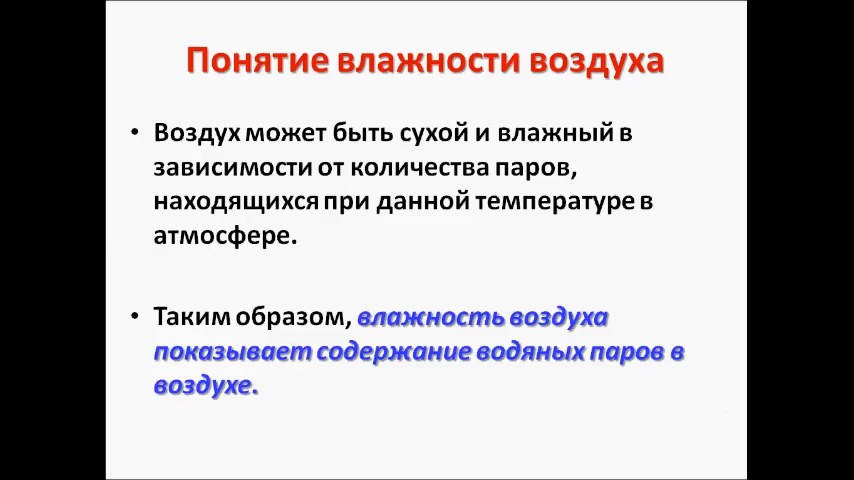 Понятие влажности воздуха
• Воздух может быть сухой и влажный в
зависимости от количества паров,
находящихся при данной температуре в
атмосфере.
• Таким образом, влажность воздуха
показывает содержание водяных паров в
воздухе.